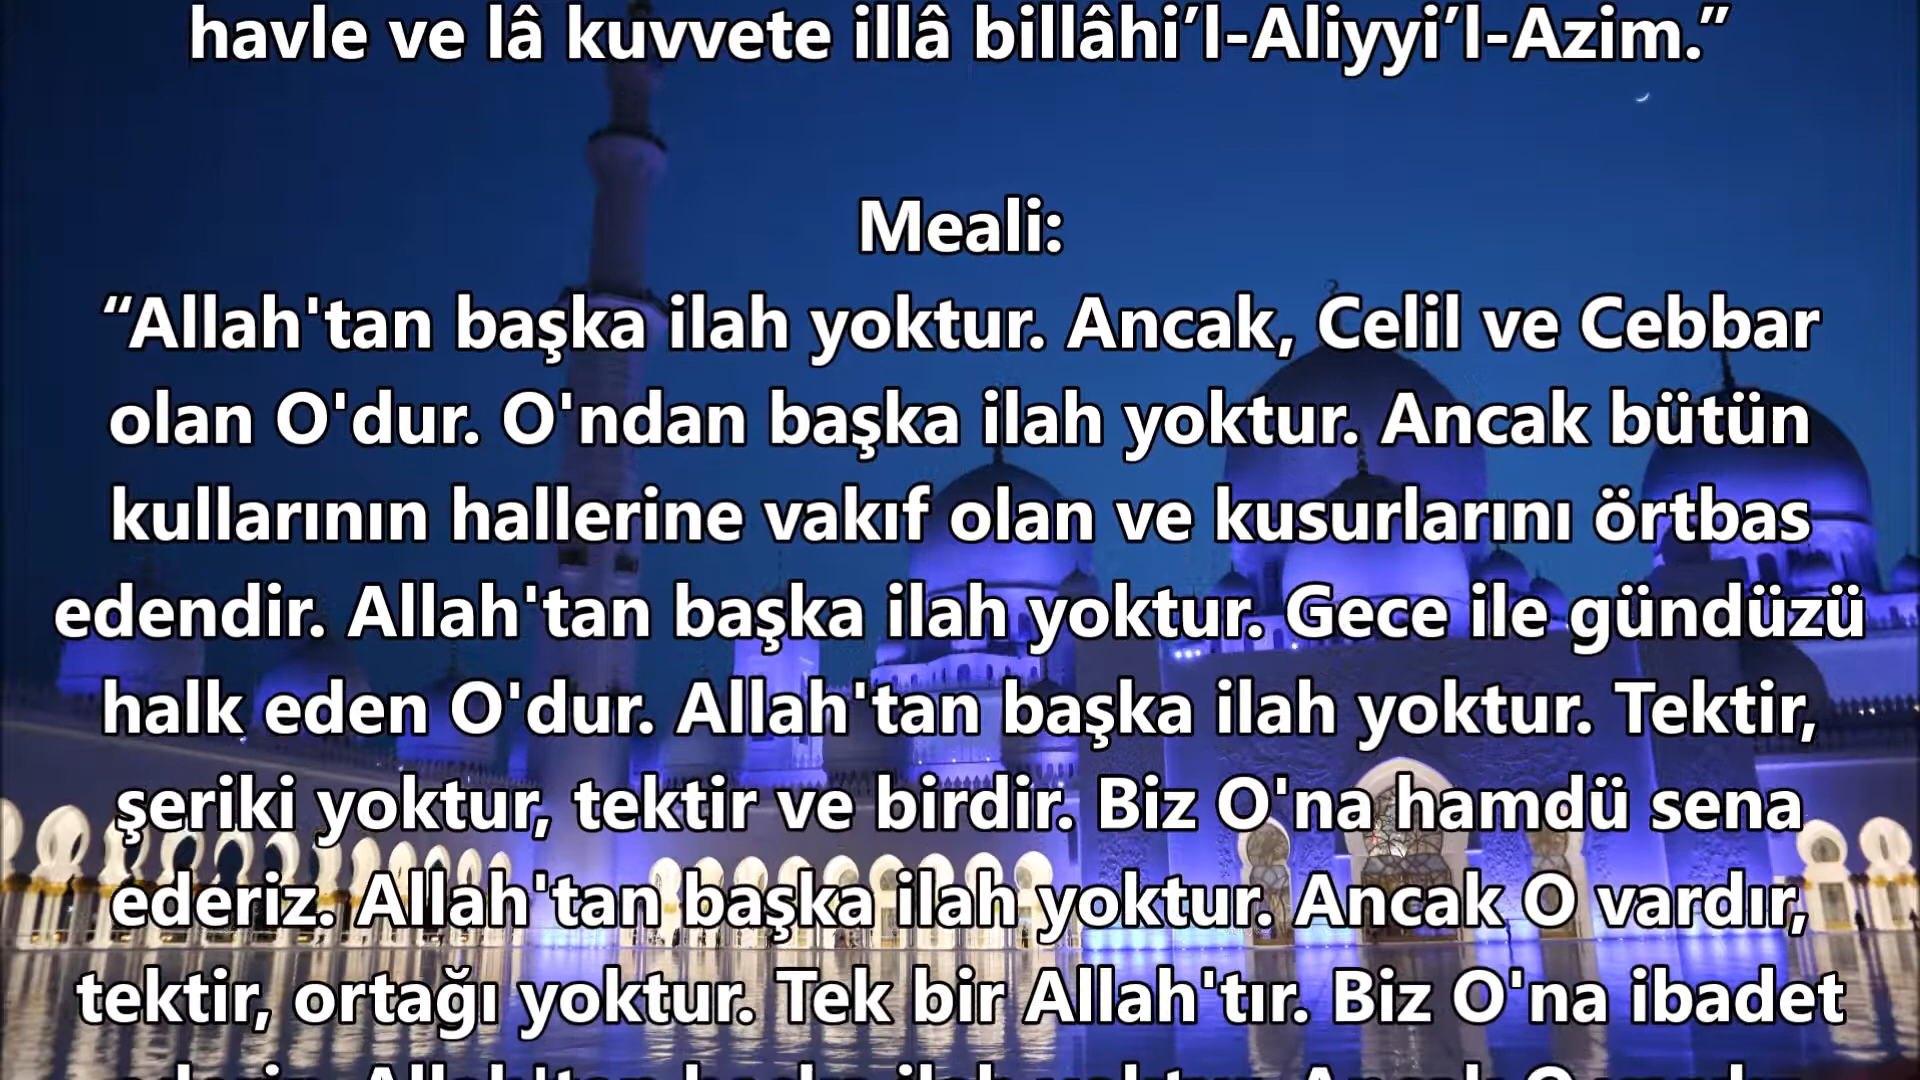 havle ve lâ kuvvete illâ billâhi’l-Aliyyi’l-Azim.”
Meali:
“Allah'tan başka ilah yoktur. Ancak, Celil ve Cebbar
olan O'dur. O'ndan başka ilah yoktur. Ancak bütün
kullarının hallerine vakıf olan ve kusurlarını örtbas
edendir. Allah'tan başka ilah yoktur. Gece ile gündüzü
halk eden O'dur. Allah'tan başka ilah yoktur. Tektir,
şeriki yoktur, tektir ve birdir. Biz O'na hamdü sena
ederiz. Allah'tan başka ilah yoktur. Ancak O vardır,
tektir, ortağı yoktur. Tek bir Allah'tır. Biz O'na ibadet